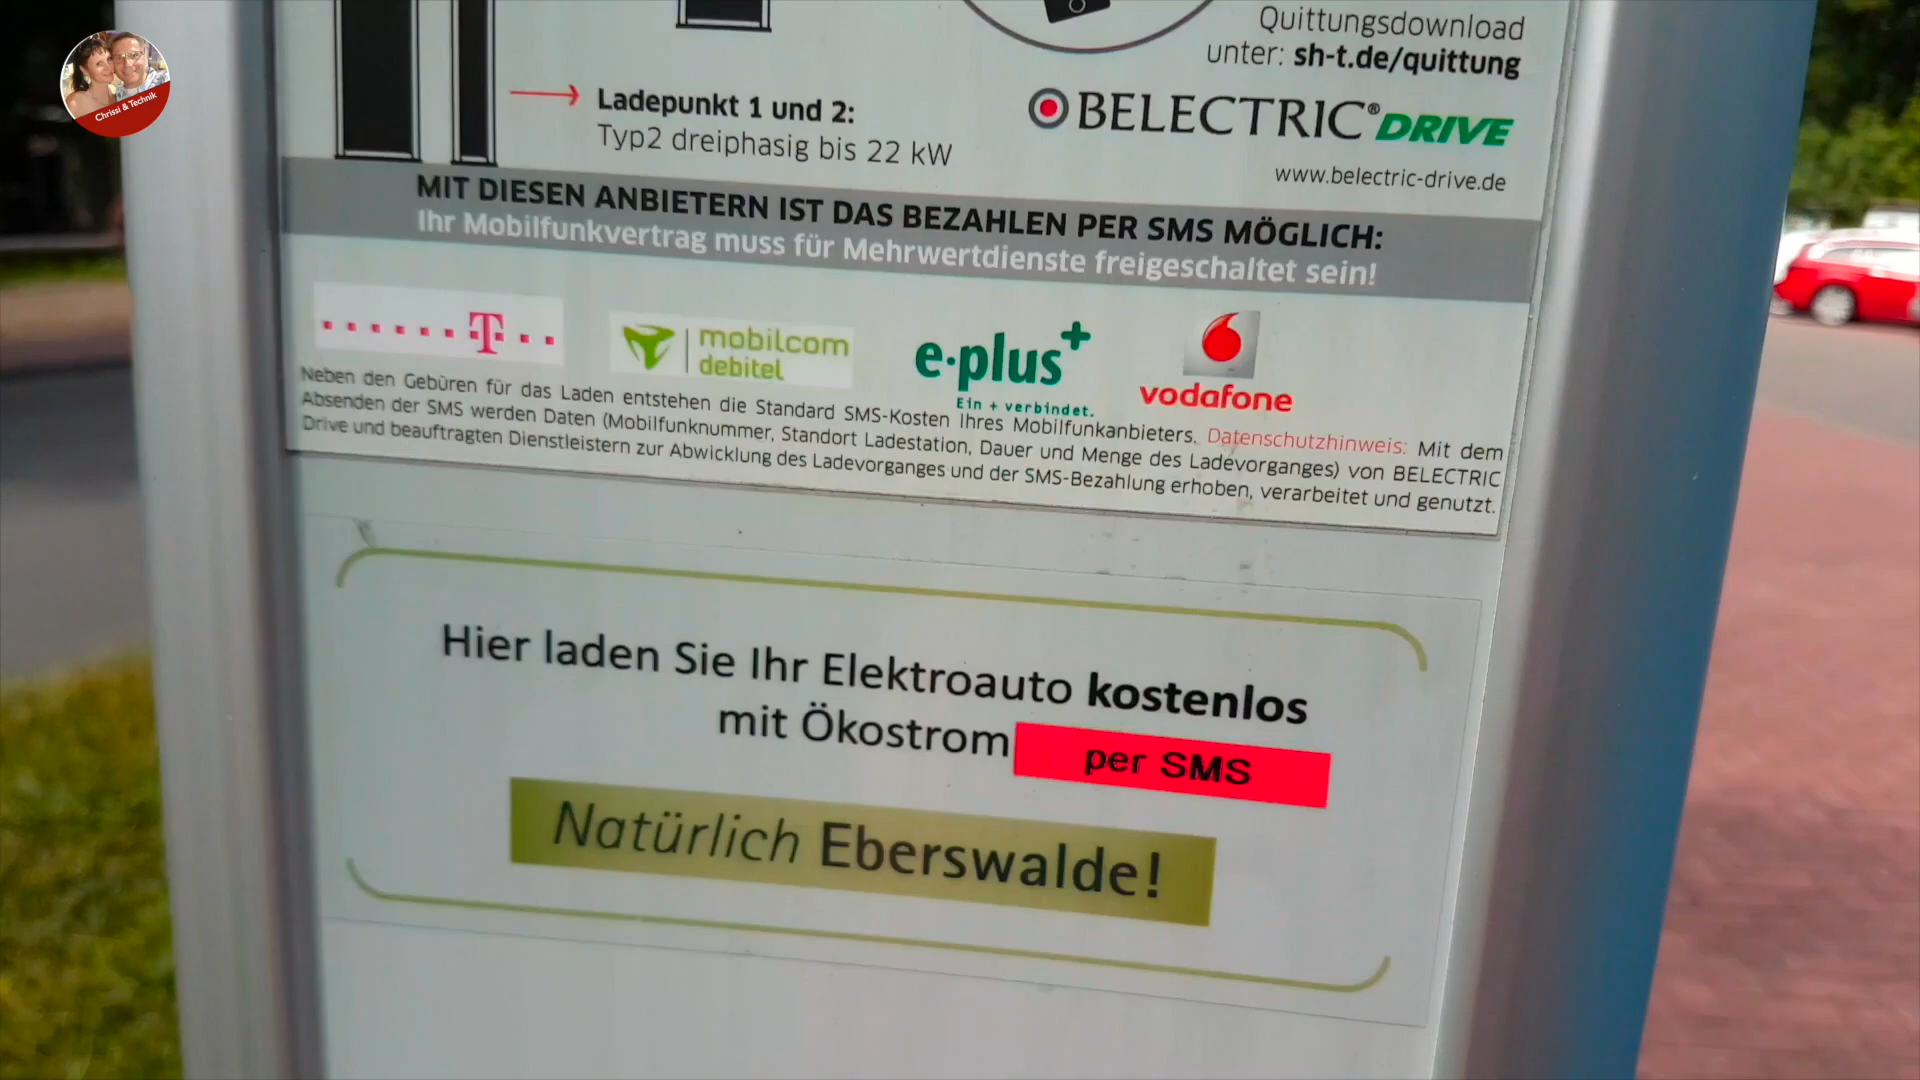 Chrissi & Technik
Quittungsdownload
unter: sh-t.de/quittung
Ladepunkt 1 und 2:
Typ2 dreiphasig bis 22 kW
BELECTRIC® DRIVE
www.belectric-drive.de
MIT DIESEN ANBIETERN IST DAS BEZAHLEN PER SMS MÖGLICH:
Ihr Mobilfunkvertrag muss für Mehrwertdienste freigeschaltet sein!
T
mobilcom
debitel
e·plus+
Ein + verbindet.
vodafone
Neben den Gebüren für das Laden entstehen die Standard SMS-Kosten Ihres Mobilfunkanbieters. Datenschutzhinweis: Mit dem
Absenden der SMS werden Daten (Mobilfunknummer, Standort Ladestation, Dauer und Menge des Ladevorganges) von BELECTRIC
Drive und beauftragten Dienstleistern zur Abwicklung des Ladevorganges und der SMS-Bezahlung erhoben, verarbeitet und genutzt.
Hier laden Sie Ihr Elektroauto kostenlos
mit Ökostrom per SMS
Natürlich Eberswalde!